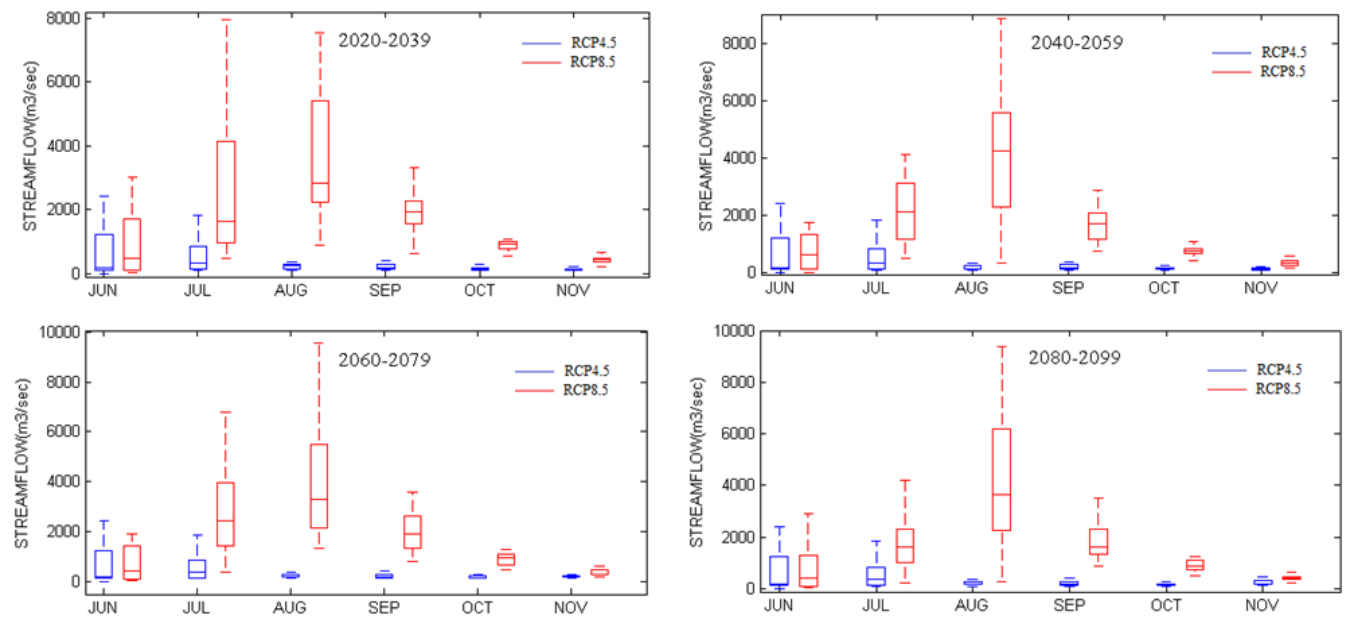 8000
6000
4000
2000
0
STREAMFLOW(m3/sec)
2020-2039
RCP4.5
RCP8.5
JUN JUL AUG SEP OCT NOV
8000
6000
4000
2000
0
STREAMFLOW(m3/sec)
2040-2059
RCP4.5
RCP8.5
JUN JUL AUG SEP OCT NOV
10000
8000
6000
4000
2000
0
STREAMFLOW(m3/sec)
2060-2079
RCP4.5
RCP8.5
JUN JUL AUG SEP OCT NOV
10000
8000
6000
4000
2000
0
STREAMFLOW(m3/sec)
2080-2099
RCP4.5
RCP8.5
JUN JUL AUG SEP OCT NOV